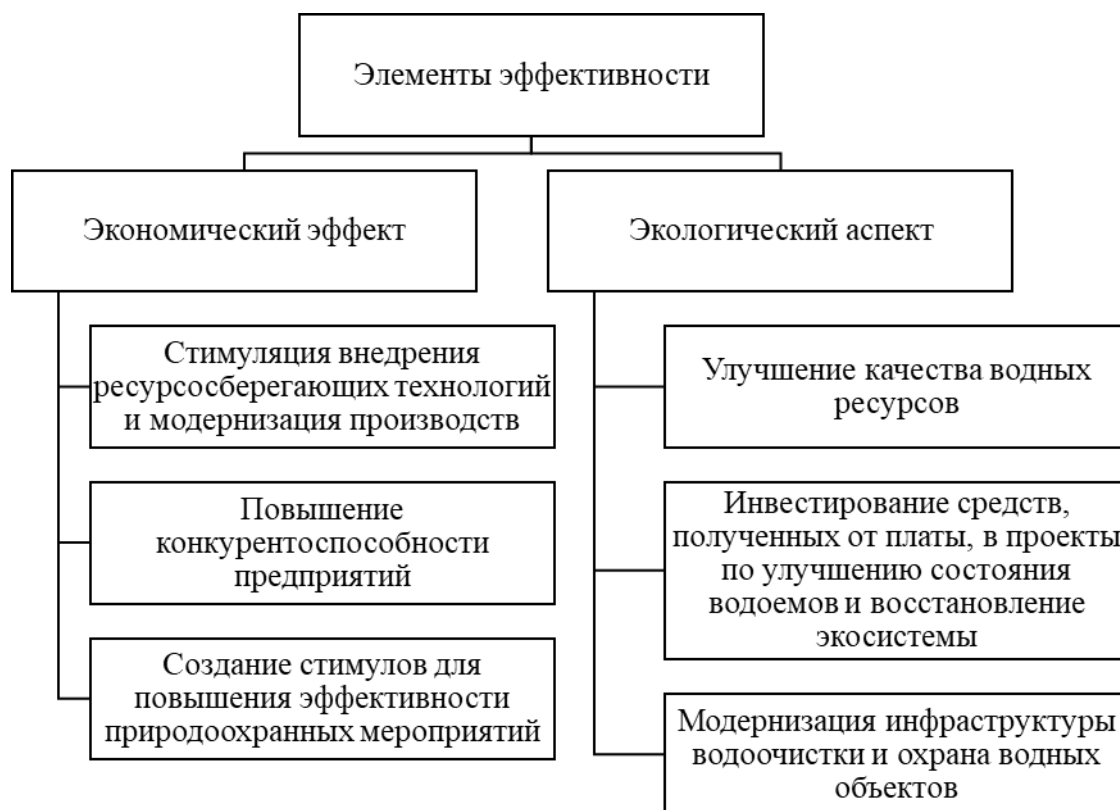 Элементы эффективности
Экономический эффект
Стимуляция внедрения
ресурсосберегающих технологий
и модернизация производств
Повышение
конкурентоспособности
предприятий
Создание стимулов для
повышения эффективности
природоохранных мероприятий
Экологический аспект
Улучшение качества водных
ресурсов
Инвестирование средств,
полученных от платы, в проекты
по улучшению состояния
водоемов и восстановление
экосистемы
Модернизация инфраструктуры
водоочистки и охрана водных
объектов